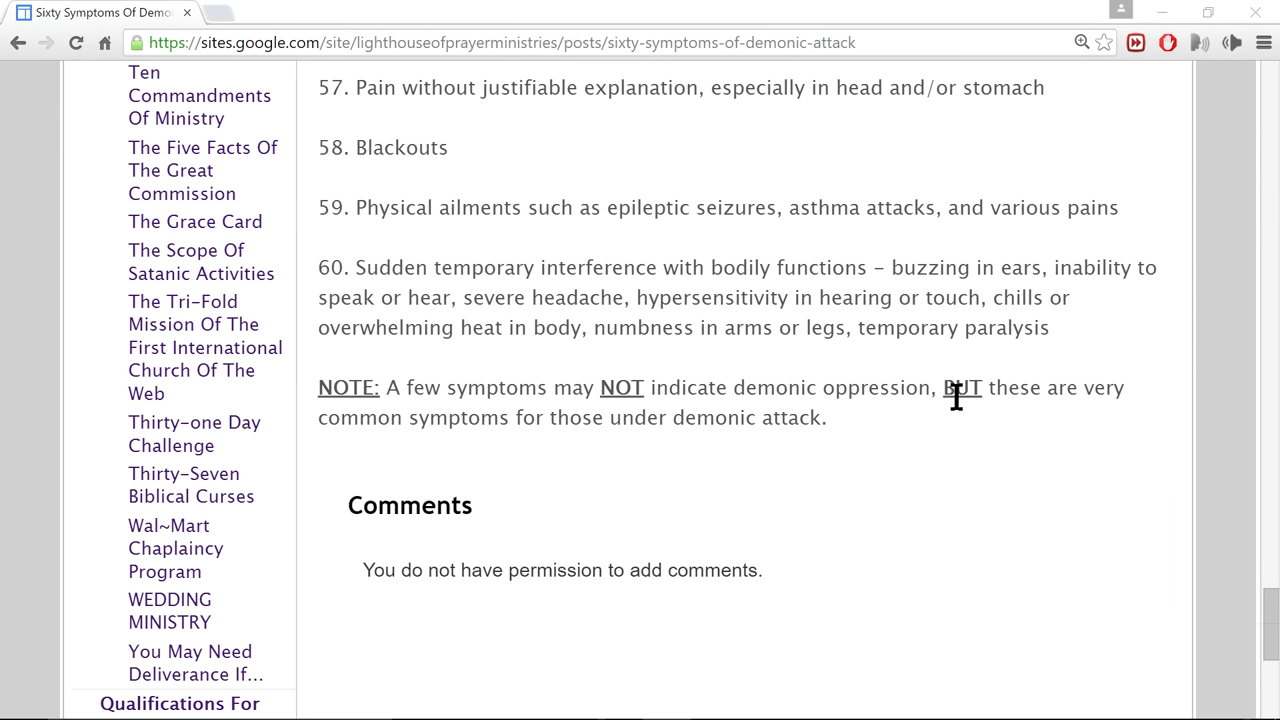 Sixty Symptoms Of Demo
https://sites.google.com/site/lighthouseofprayerministries/posts/sixty-symptoms-of-demonic-attack
Ten
Commandments
Of Ministry
The Five Facts Of
The Great
Commission
The Grace Card
The Scope Of
Satanic Activities
The Tri-Fold
Mission Of The
First International
Church Of The
Web
Thirty-one Day
Challenge
Thirty-Seven
Biblical Curses
Wal~Mart
Chaplaincy
Program
WEDDING
MINISTRY
You May Need
Deliverance If...
Qualifications For
57. Pain without justifiable explanation, especially in head and/or stomach
58. Blackouts
59. Physical ailments such as epileptic seizures, asthma attacks, and various pains
60. Sudden temporary interference with bodily functions – buzzing in ears, inability to
speak or hear, severe headache, hypersensitivity in hearing or touch, chills or
overwhelming heat in body, numbness in arms or legs, temporary paralysis
NOTE: A few symptoms may NOT indicate demonic oppression, BUT these are very
common symptoms for those under demonic attack.
Comments
You do not have permission to add comments.